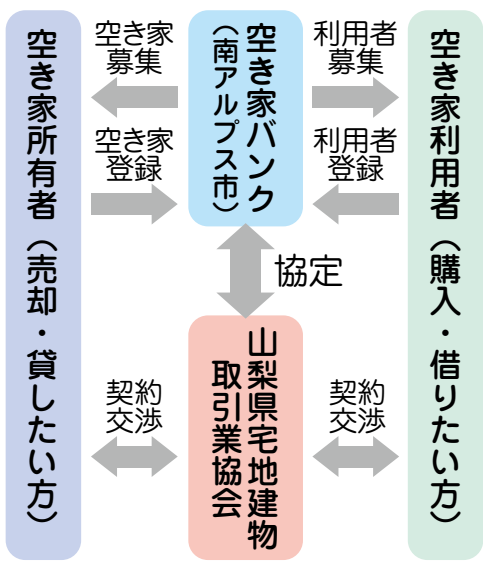 空き家所有者（売却・貸したい方）
空き家
募集
空き家
登録
空き家バンク
（南アルプス市）
利用者
募集
利用者
登録
空き家利用者（購入・借りたい方）
協定
契約
交渉
山梨県宅地建物
取引業協会
契約
交渉